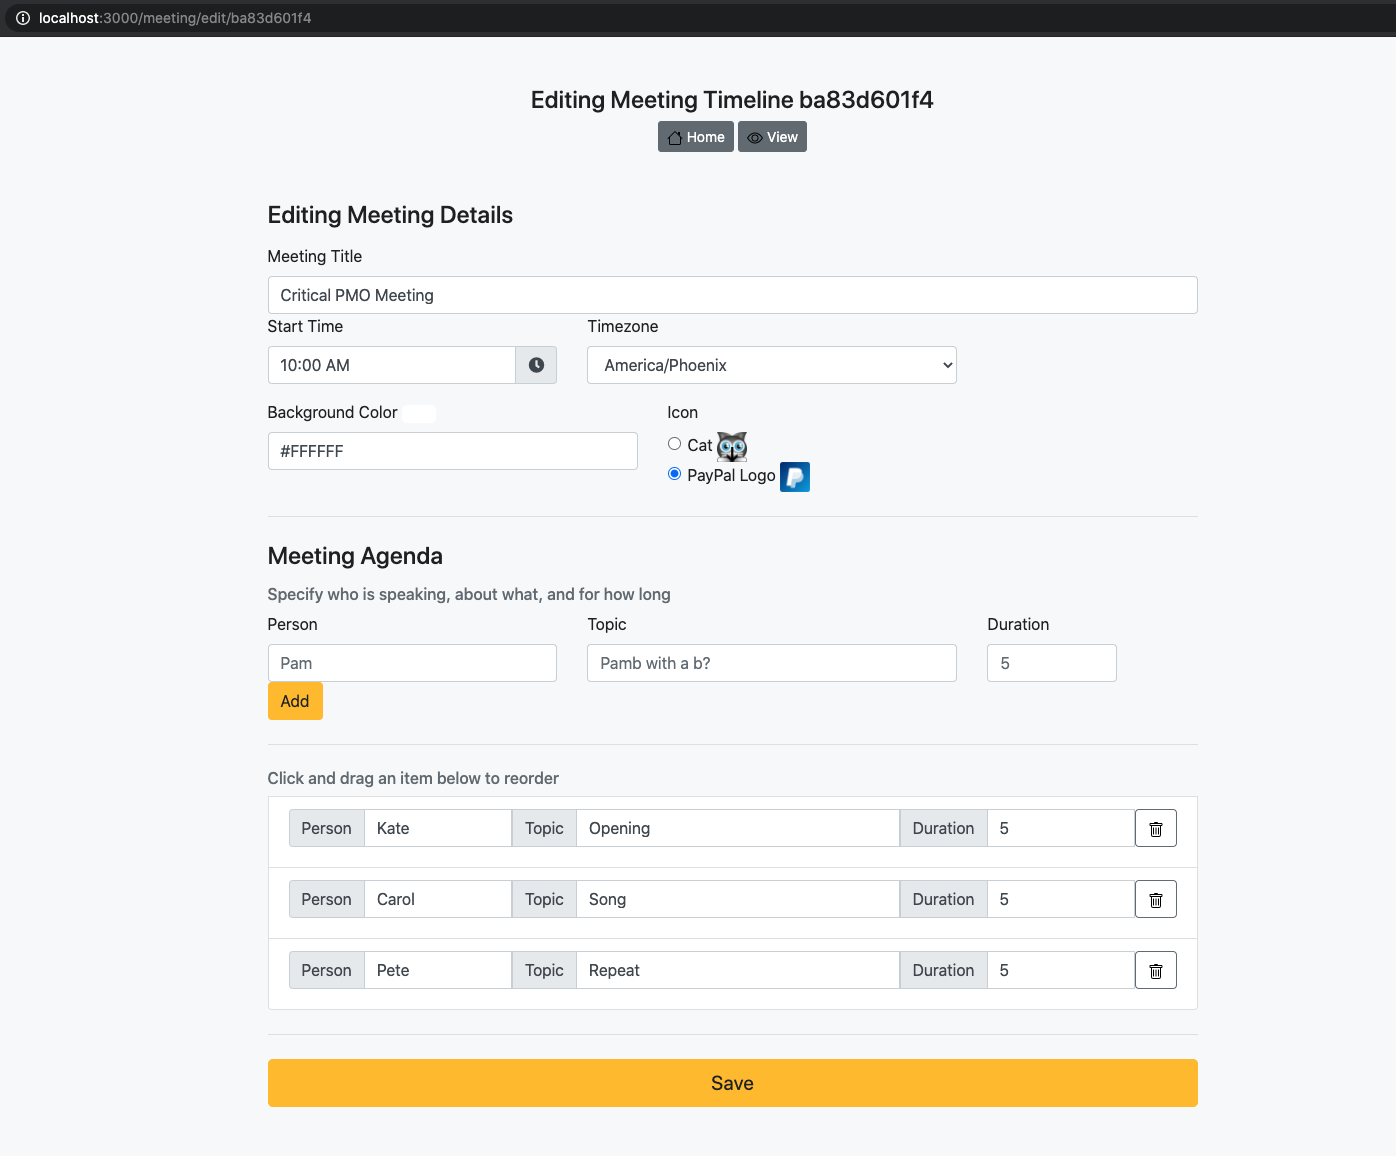 localhost:3000/meeting/edit/ba83d601f4
Editing Meeting Timeline ba83d601f4
Home View
Editing Meeting Details
Meeting Title
Critical PMO Meeting
Start Time Timezone
10:00 AM America/Phoenix
Background Color Icon
#FFFFFF Cat
PayPal Logo
Meeting Agenda
Specify who is speaking, about what, and for how long
Person Topic Duration
Pam Pamb with a b? 5
Add
Click and drag an item below to reorder
Person Kate Topic Opening Duration 5
Person Carol Topic Song Duration 5
Person Pete Topic Repeat Duration 5
Save